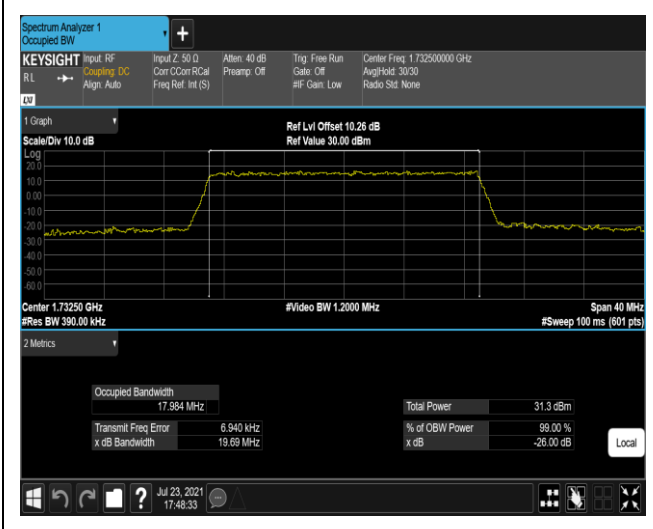 Spectrum Analyzer 1
Occupied BW
+
KEYSIGHT Input: RF Input Z: 50 Ω Atten: 40 dB Trig: Free Run Center Freq: 1.732500000 GHz
R L Coupling: DC Corr CCorr RCal Preamp: Off Gate: Off Avg|Hold: 30/30
Align: Auto Freq Ref: Int (S) #IF Gain: Low Radio Std: None
LXI
1 Graph
Ref Lvl Offset 10.26 dB
Scale/Div 10.0 dB Ref Value 30.00 dBm
Log
20.0
10.0
0.00
-10.0
-20.0
-30.0
-40.0
-50.0
-60.0
Center 1.73250 GHz #Video BW 1.2000 MHz Span 40 MHz
#Res BW 390.00 kHz #Sweep 100 ms (601 pts)
2 Metrics
Occupied Bandwidth
17.984 MHz Total Power 31.3 dBm
Transmit Freq Error 6.940 kHz % of OBW Power 99.00 %
x dB Bandwidth 19.69 MHz x dB -26.00 dB
Local
? Jul 23, 2021
17:48:33